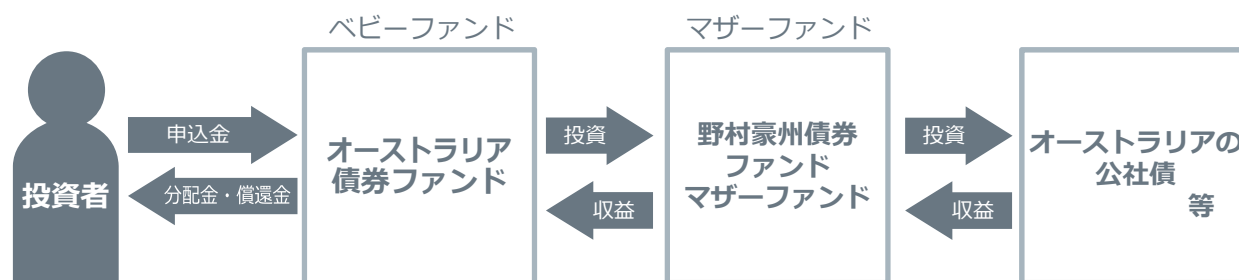 ベビーファンド
マザーファンド
投資者
申込金
分配金・償還金
オーストラリア
債券ファンド
投資
収益
野村豪州債券
ファンド
マザーファンド
投資
収益
オーストラリアの
公社債
等